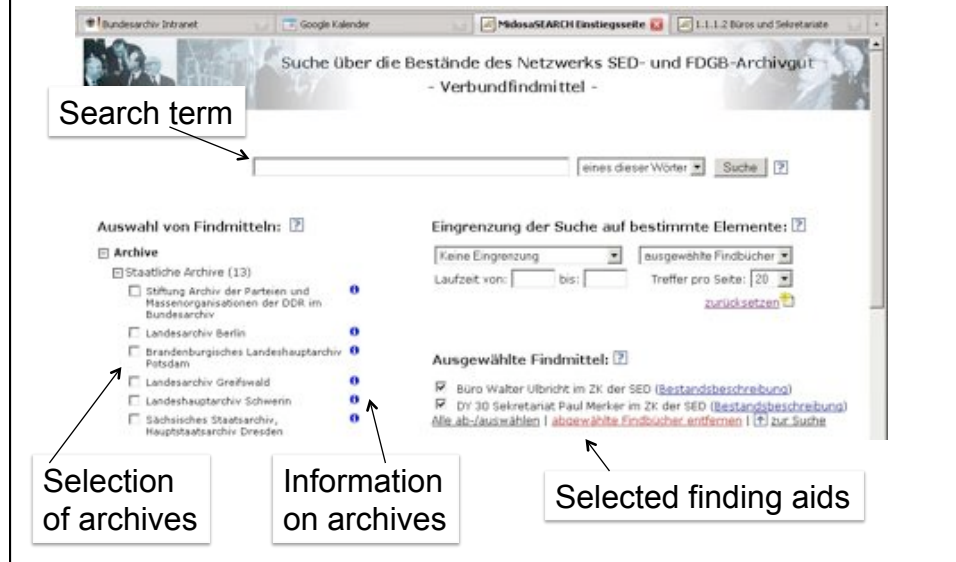 Bundesarchiv Intranet
Google Kalender
MidosaSEARCH Einstiegsseite
1.1.1.2 Büros und Sekretariate
Suche über die Bestände des Netzwerks SED- und FDGB-Archivgut
- Verbundfindmittel -
Search term
eines dieser Wörter
Suche
?
Auswahl von Findmitteln: ?
Archive
Staatliche Archive (13)
Stiftung Archiv der Parteien und
Massenorganisationen der DDR im
Bundesarchiv
Landesarchiv Berlin
Brandenburgisches Landeshauptarchiv
Potsdam
Landesarchiv Greifswald
Landeshauptarchiv Schwerin
Sächsisches Staatsarchiv,
Hauptstaatsarchiv Dresden
Eingrenzung der Suche auf bestimmte Elemente: ?
Keine Eingrenzung
ausgewählte Findbücher
Laufzeit von: bis: Treffer pro Seite: 20
zurücksetzen
Ausgewählte Findmittel: ?
Büro Walter Ulbricht im ZK der SED (Bestandsbeschreibung)
DY 30 Sekretariat Paul Merker im ZK der SED (Bestandsbeschreibung)
Alle ab-/auswählen | abgewählte Findbücher entfernen | zur Suche
Selection
of archives
Information
on archives
Selected finding aids